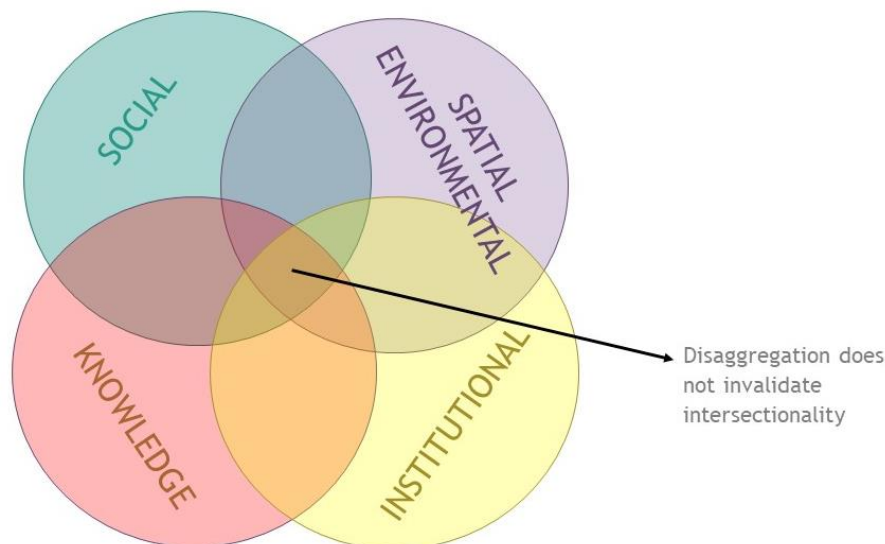 SOCIAL
SPATIAL
ENVIRONMENTAL
KNOWLEDGE
INSTITUTIONAL
Disaggregation does
not invalidate
intersectionality